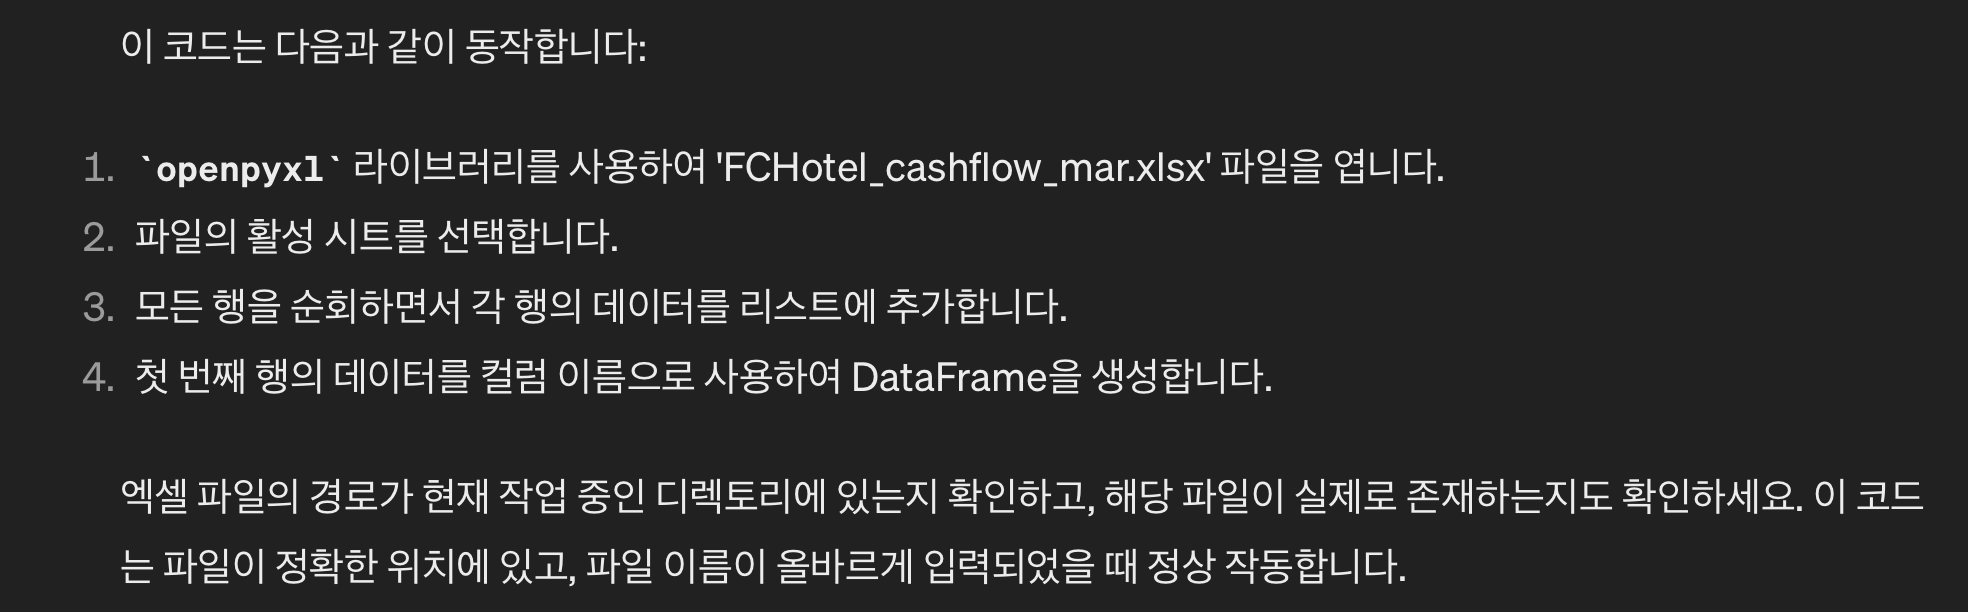 이 코드는 다음과 같이 동작합니다:
1. `openpyxl` 라이브러리를 사용하여 'FCHotel_cashflow_mar.xlsx' 파일을 엽니다.
2. 파일의 활성 시트를 선택합니다.
3. 모든 행을 순회하면서 각 행의 데이터를 리스트에 추가합니다.
4. 첫 번째 행의 데이터를 컬럼 이름으로 사용하여 DataFrame을 생성합니다.
엑셀 파일의 경로가 현재 작업 중인 디렉토리에 있는지 확인하고, 해당 파일이 실제로 존재하는지도 확인하세요. 이 코드
는 파일이 정확한 위치에 있고, 파일 이름이 올바르게 입력되었을 때 정상 작동합니다.